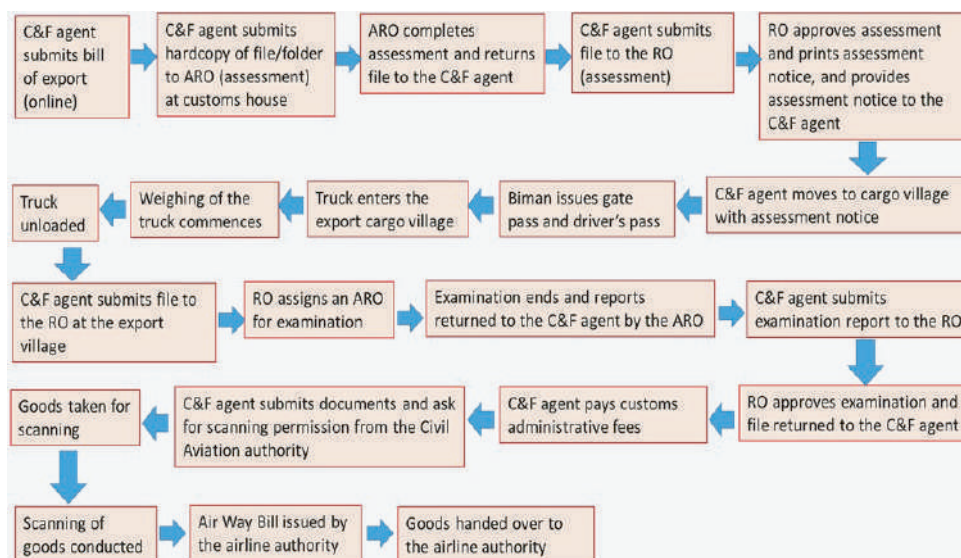 C&F agent
submits bill
of export
(online)
C&F agent submits
hardcopy of file/folder
to ARO (assessment)
at customs house
ARO completes
assessment and returns
file to the C&F agent
C&F agent submits
file to the RO
(assessment)
RO approves assessment
and prints assessment
notice, and provides
assessment notice to the
C&F agent
C&F agent moves to cargo village
with assessment notice
Biman issues gate
pass and driver's pass
Truck enters the
export cargo village
Weighing of the
truck commences
Truck
unloaded
C&F agent submits file to
the RO at the export
village
RO assigns an ARO
for examination
Examination ends and reports
returned to the C&F agent by the ARO
C&F agent submits
examination report to the RO
RO approves examination and
file returned to the C&F agent
C&F agent pays customs
administrative fees
C&F agent submits documents and ask
for scanning permission from the Civil
Aviation authority
Goods taken for
scanning
Scanning of
goods conducted
Air Way Bill issued by
the airline authority
Goods handed over to
the airline authority